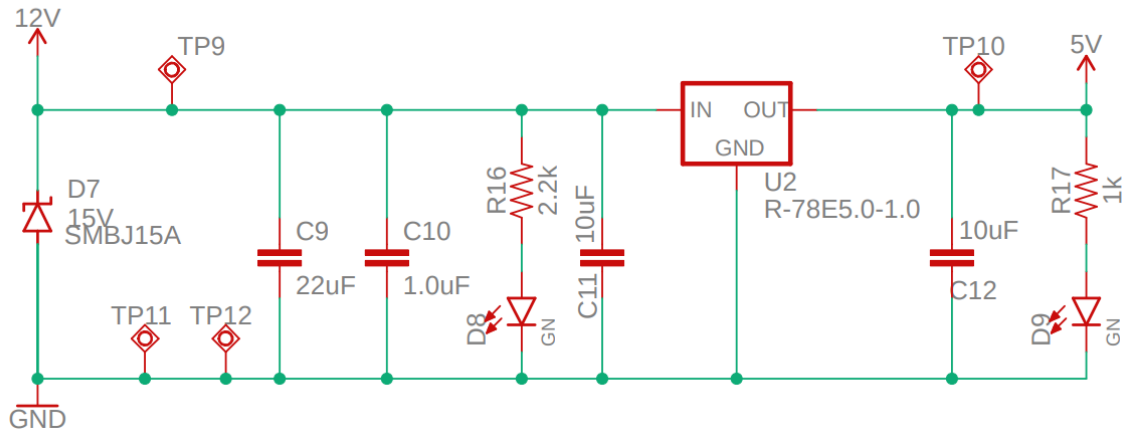 12V
TP9
TP10
5V
IN OUT
GND
U2
R-78E5.0-1.0
D7
15V
SMBJ15A
C9
22uF
C10
1.0uF
R16
2.2k
10uF
C11
10uF
C12
R17
1k
TP11
TP12
D8
GN
D9
GN
GND